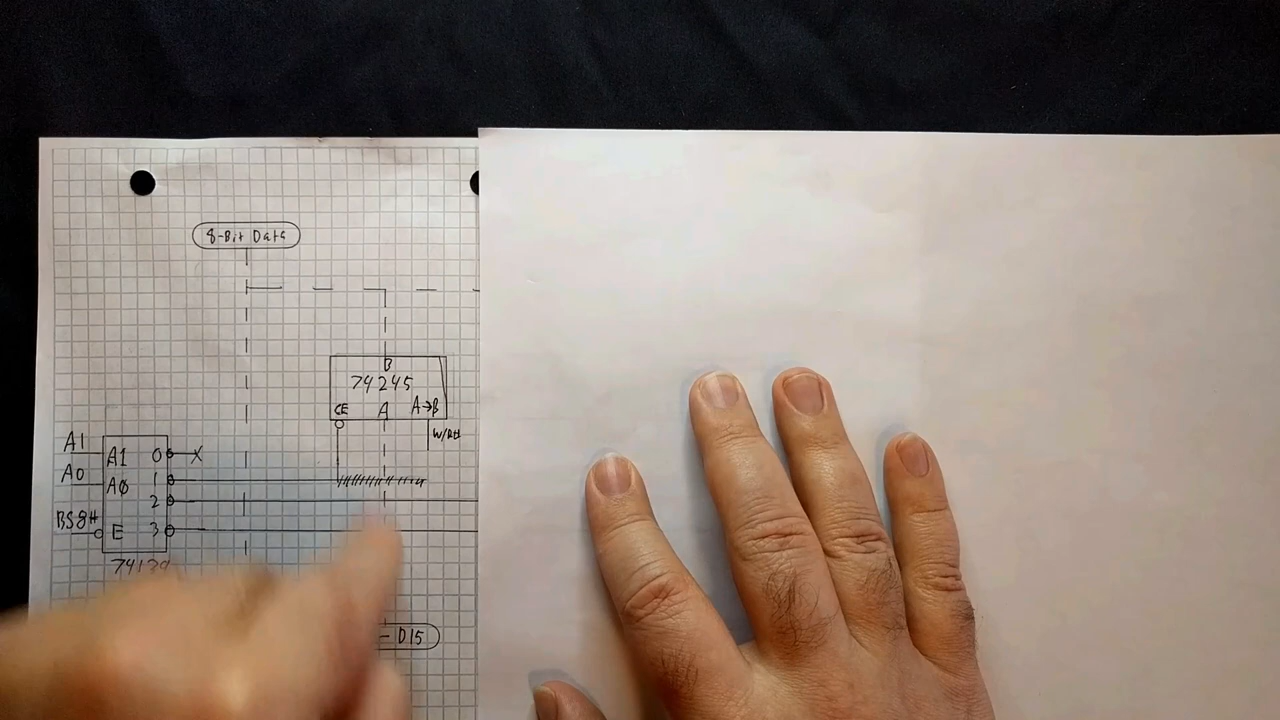 8-Bit Data
B
74245
CE A A→B
A1
A1 0 X
A0
A0 1
2
BS8#
E 3
- D15